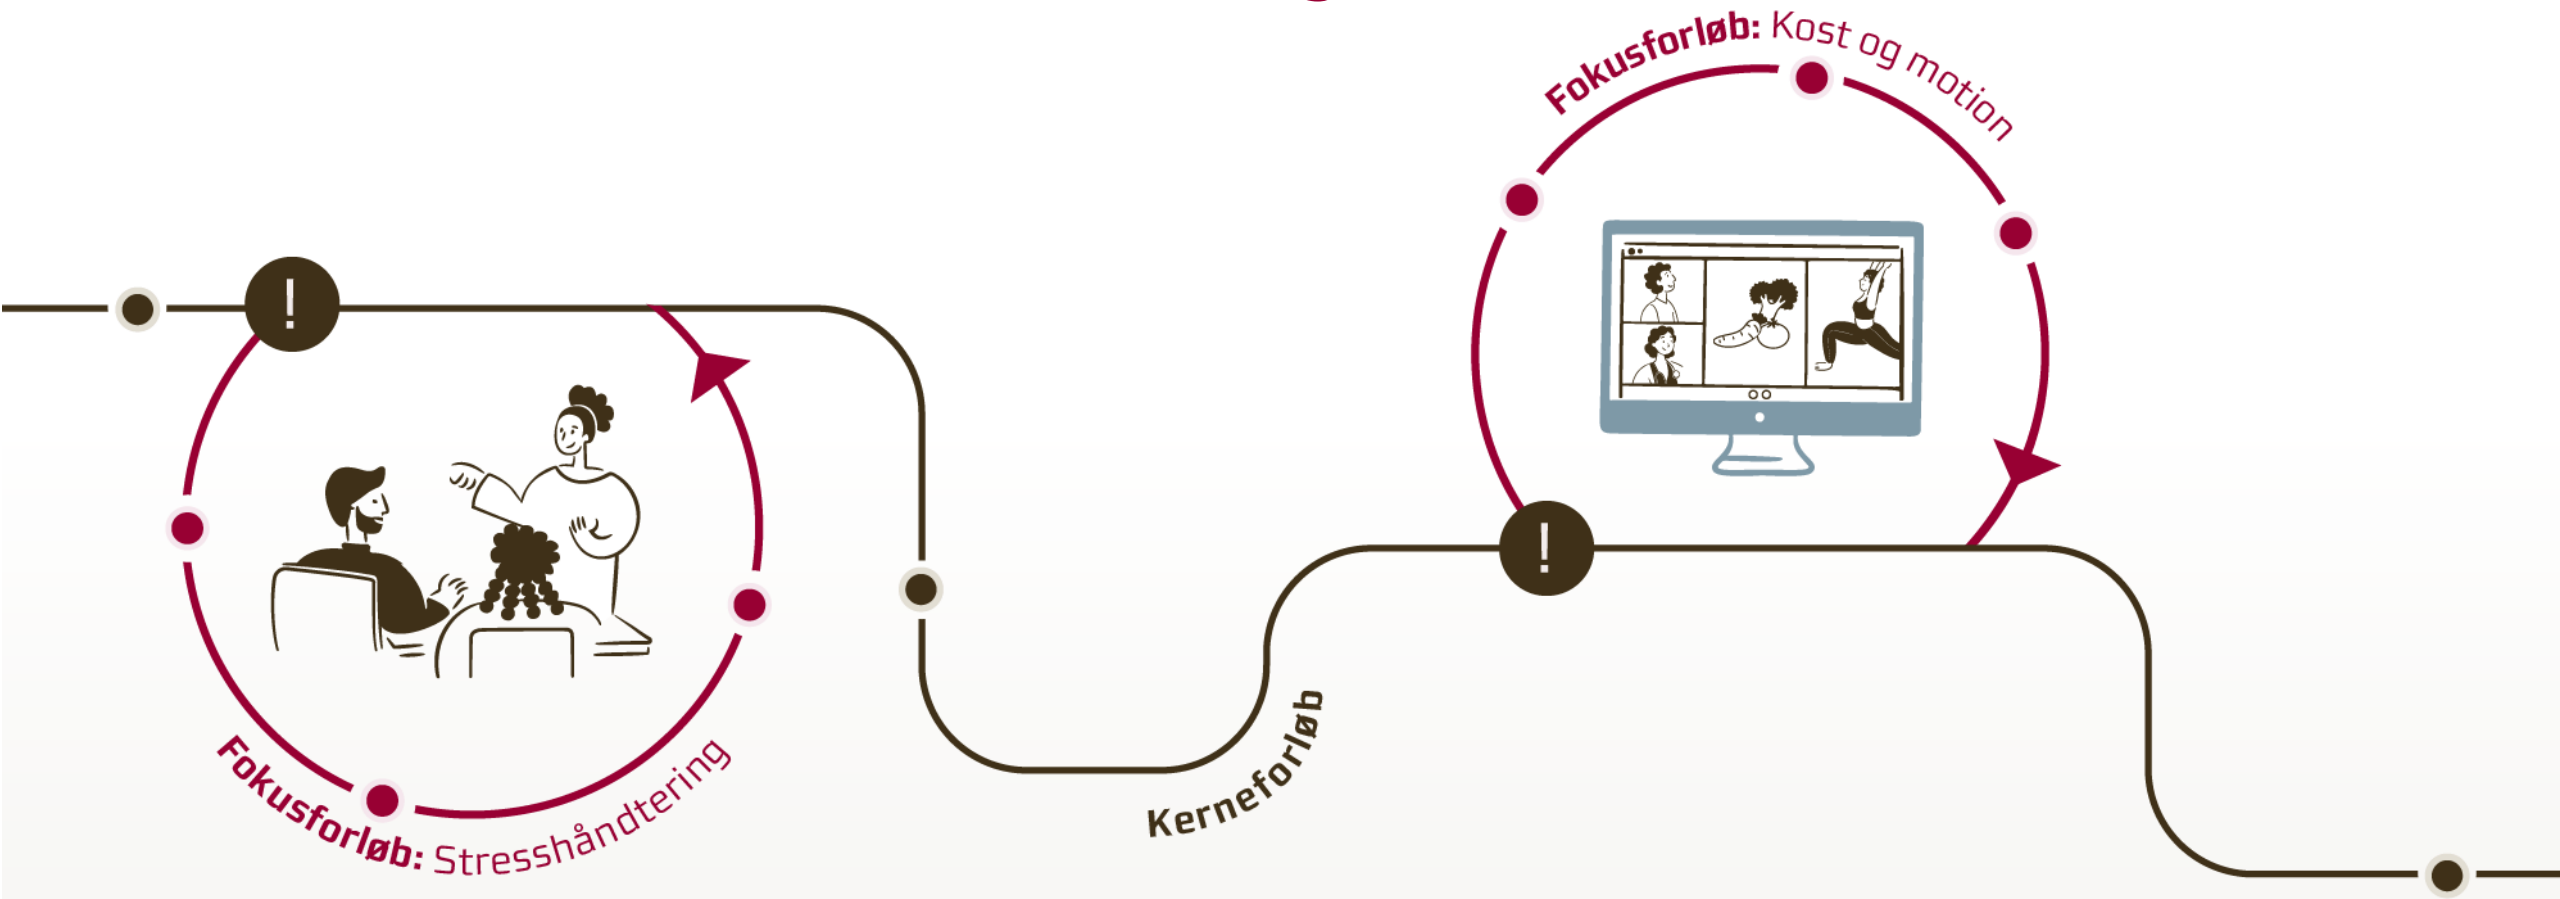 Fokusforløb: Kost og motion
!
!
Fokusforløb: Stresshåndtering
Kerneforløb